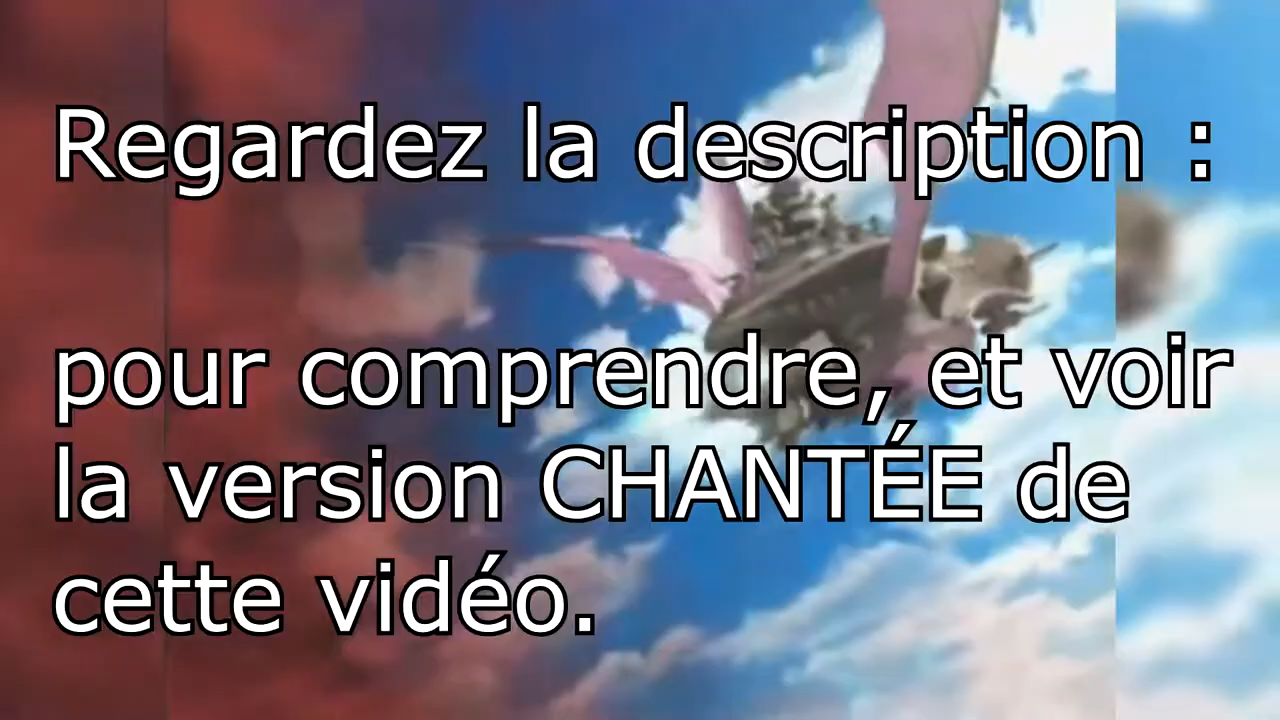 Regardez la description :
pour comprendre, et voir
la version CHANTÉE de
cette vidéo.